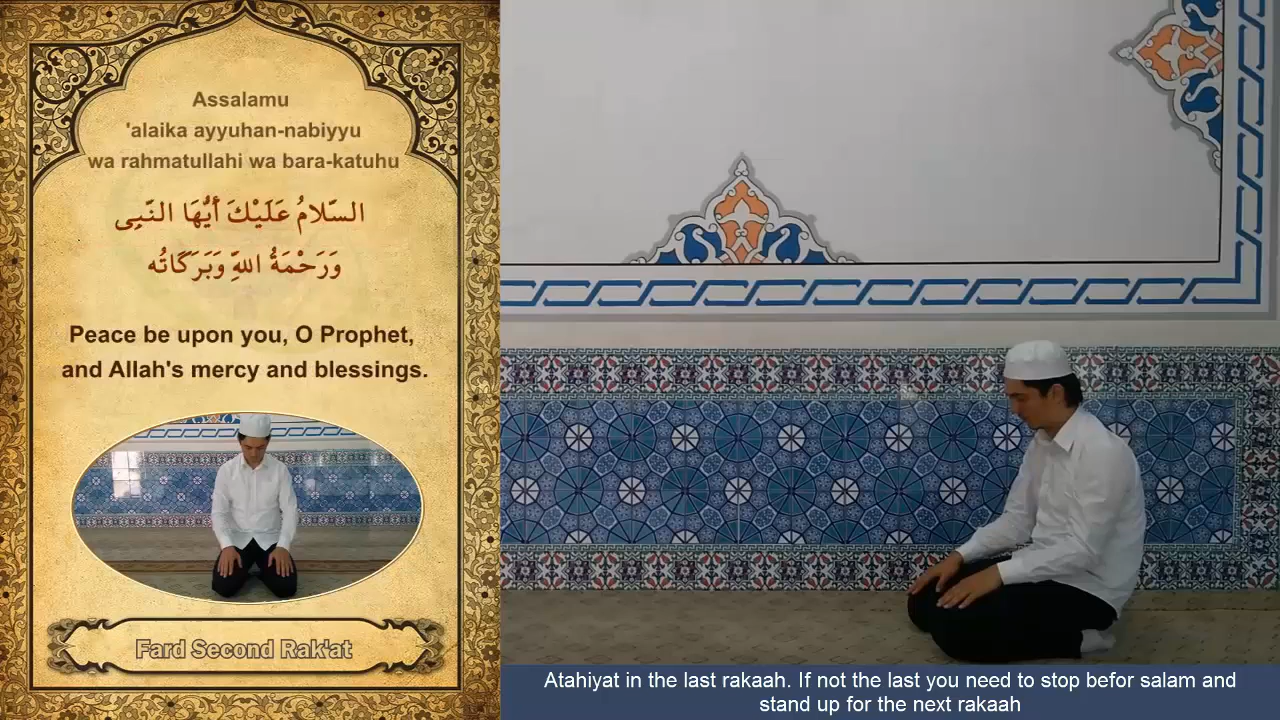 Assalamu
'alaika ayyuhan-nabiyyu
wa rahmatullahi wa bara-katuhu
السَّلامُ عَلَيْكَ أَيُّهَا النَّبِيُّ
وَرَحْمَةُ اللهِ وَبَرَكَاتُه
Peace be upon you, O Prophet,
and Allah's mercy and blessings.
Fard Second Rak'at
Atahiyat in the last rakaah. If not the last you need to stop befor salam and
stand up for the next rakaah